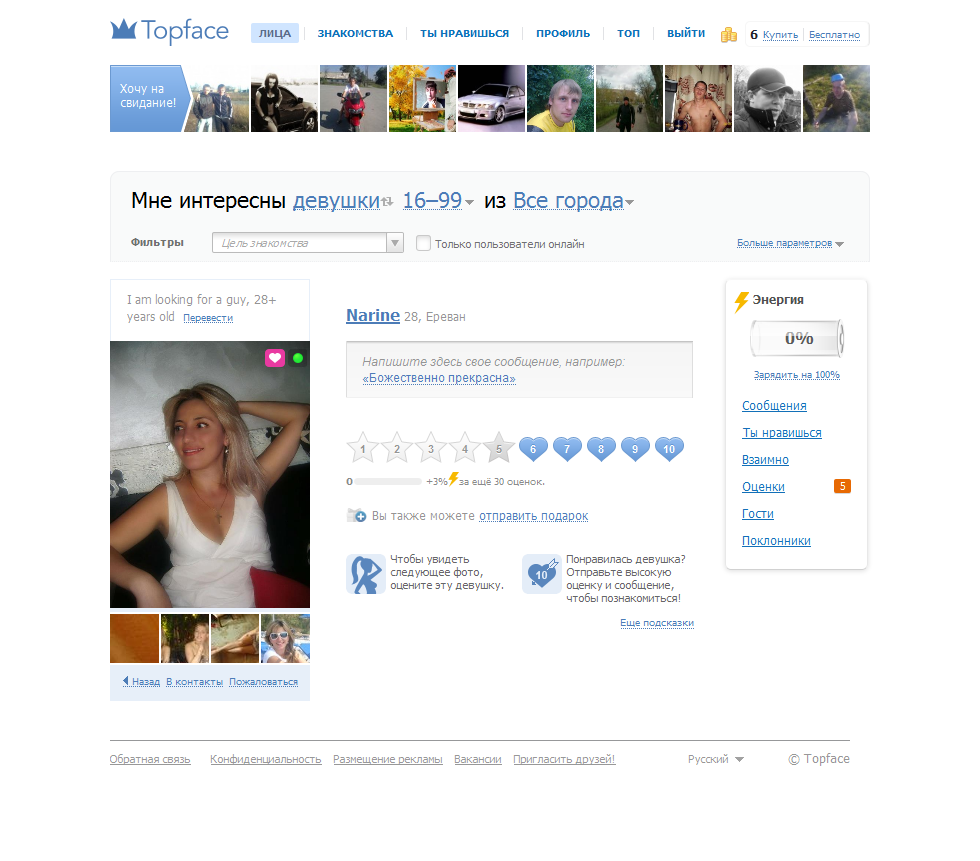 Topface
ЛИЦА
ЗНАКОМСТВА
ТЫ НРАВИШЬСЯ
ПРОФИЛЬ
ТОП
ВЫЙТИ
6 Купить Бесплатно
Хочу на
свидание!
Мне интересны девушки 16–99 из Все города
Фильтры
Цель знакомства
Только пользователи онлайн
Больше параметров
I am looking for a guy, 28+
years old Перевести
Narine 28, Ереван
Напишите здесь свое сообщение, например:
«Божественно прекрасна»
1 2 3 4 5 6 7 8 9 10
0 +3% за ещё 30 оценок.
Вы также можете отправить подарок
Чтобы увидеть
следующее фото,
оцените эту девушку.
10
Понравилась девушка?
Отправьте высокую
оценку и сообщение,
чтобы познакомиться!
Еще подсказки
Назад В контакты Пожаловаться
Энергия
0%
Зарядить на 100%
Сообщения
Ты нравишься
Взаимно
Оценки 5
Гости
Поклонники
Обратная связь Конфиденциальность Размещение рекламы Вакансии Пригласить друзей! Русский © Topface